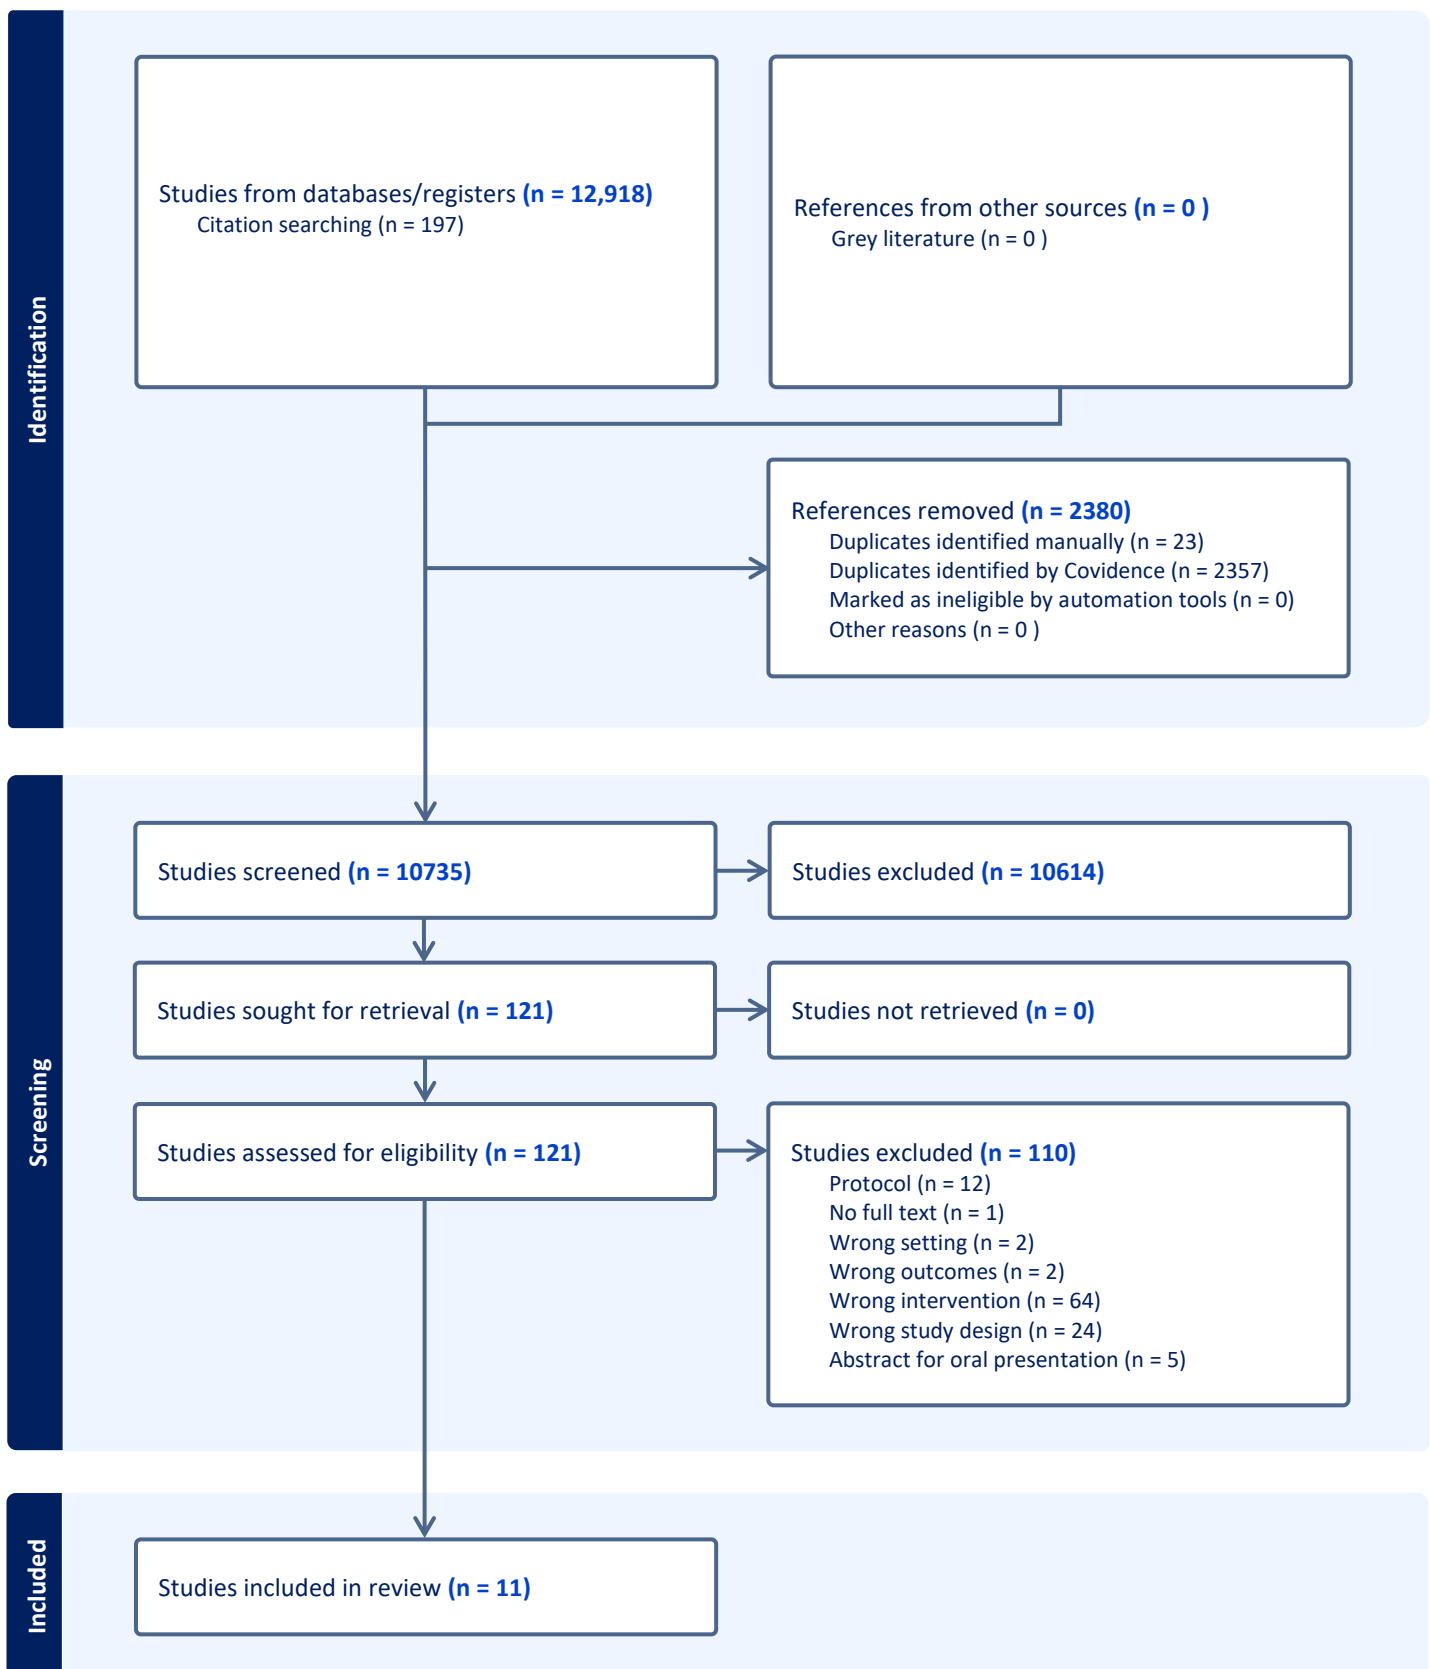 Identification
Studies from databases/registers (n = 12,918)
Citation searching (n = 197)
References from other sources (n = 0 )
Grey literature (n = 0 )
References removed (n = 2380)
Duplicates identified manually (n = 23)
Duplicates identified by Covidence (n = 2357)
Marked as ineligible by automation tools (n = 0)
Other reasons (n = 0 )
Screening
Studies screened (n = 10735)
Studies excluded (n = 10614)
Studies sought for retrieval (n = 121)
Studies not retrieved (n = 0)
Studies assessed for eligibility (n = 121)
Studies excluded (n = 110)
Protocol (n = 12)
No full text (n = 1)
Wrong setting (n = 2)
Wrong outcomes (n = 2)
Wrong intervention (n = 64)
Wrong study design (n = 24)
Abstract for oral presentation (n = 5)
Included
Studies included in review (n = 11)